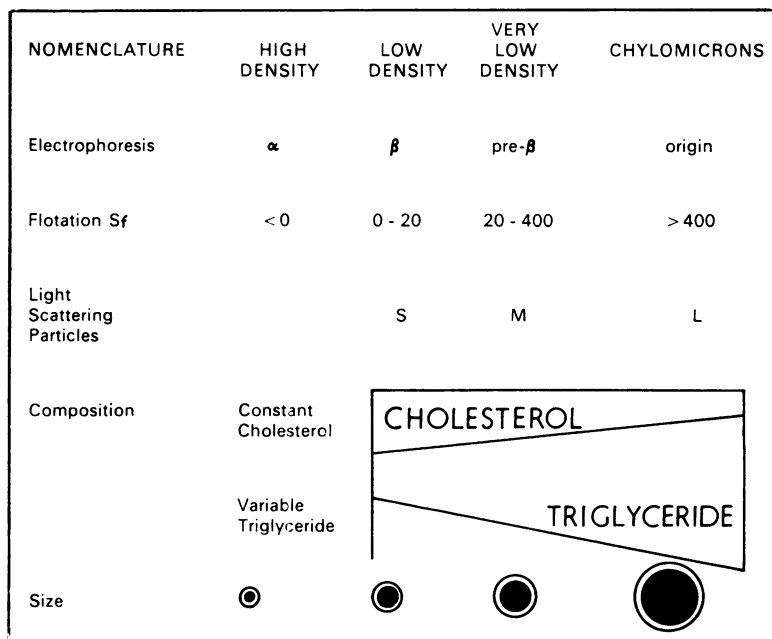 NOMENCLATURE HIGH DENSITY LOW DENSITY VERY LOW DENSITY CHYLOMICRONS
Electrophoresis α β pre-β origin
Flotation Sf < 0 0 - 20 20 - 400 > 400
Light Scattering Particles S M L
Composition Constant Cholesterol CHOLESTEROL
Variable Triglyceride TRIGLYCERIDE
Size